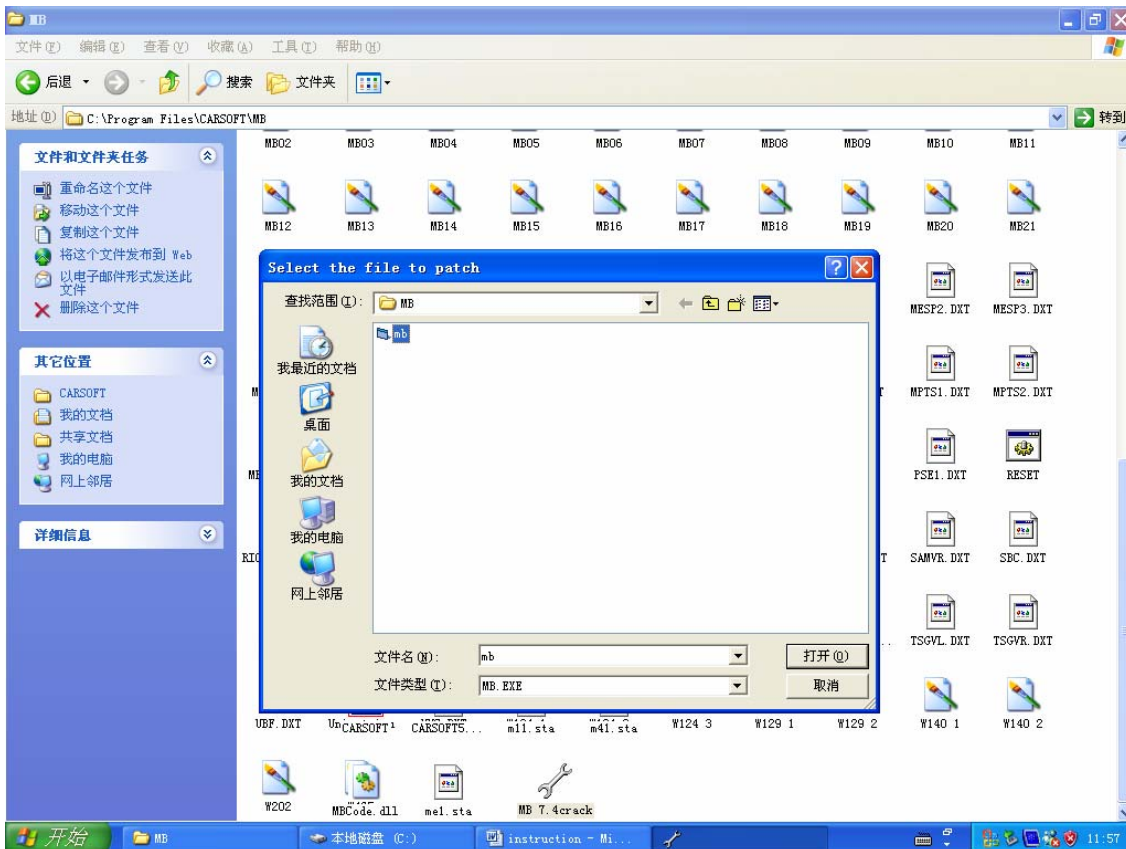 MB
文件(F) 编辑(E) 查看(V) 收藏(A) 工具(T) 帮助(H)
后退 搜索 文件夹
地址(D) C:\Program Files\CARSOFT\MB 转到
文件和文件夹任务
重命名这个文件
移动这个文件
复制这个文件
将这个文件发布到 Web
以电子邮件形式发送此
文件
删除这个文件
其它位置
CARSOFT
我的文档
共享文档
我的电脑
网上邻居
详细信息
MB02 MB03 MB04 MB05 MB06 MB07 MB08 MB09 MB10 MB11
MB12 MB13 MB14 MB15 MB16 MB17 MB18 MB19 MB20 MB21
MESP2.DXT MESP3.DXT
MPTS1.DXT MPTS2.DXT
PSE1.DXT RESET
SAMVR.DXT SBC.DXT
TSGVL.DXT TSGVR.DXT
Select the file to patch
查找范围(I): MB
mb
我最近的文档
桌面
我的文档
我的电脑
网上邻居
文件名(N): mb 打开(O)
文件类型(T): MB.EXE 取消
UBF.DXT CARSOFT CARSOFT5... m11.sta m41.sta W124 3 W129 1 W129 2 W140 1 W140 2
W202 MBCode.dll me1.sta MB 7.4crack
开始 MB 本地磁盘 (C:) instruction - Mi... 11:57